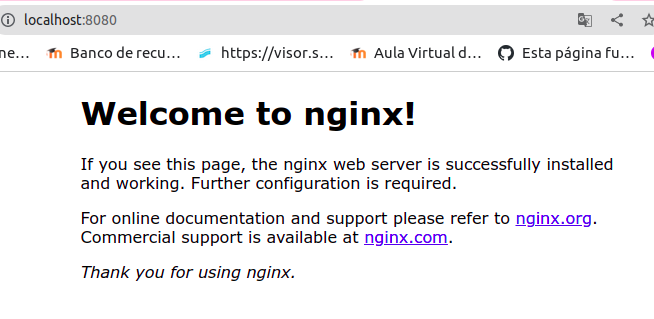 localhost:8080
ne... Banco de recu... https://visor.s... Aula Virtual d... Esta página fu...
Welcome to nginx!
If you see this page, the nginx web server is successfully installed
and working. Further configuration is required.
For online documentation and support please refer to nginx.org.
Commercial support is available at nginx.com.
Thank you for using nginx.